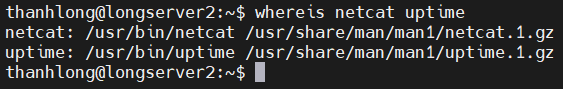 thanhlong@longserver2:~$ whereis netcat uptime
netcat: /usr/bin/netcat /usr/share/man/man1/netcat.1.gz
uptime: /usr/bin/uptime /usr/share/man/man1/uptime.1.gz
thanhlong@longserver2:~$